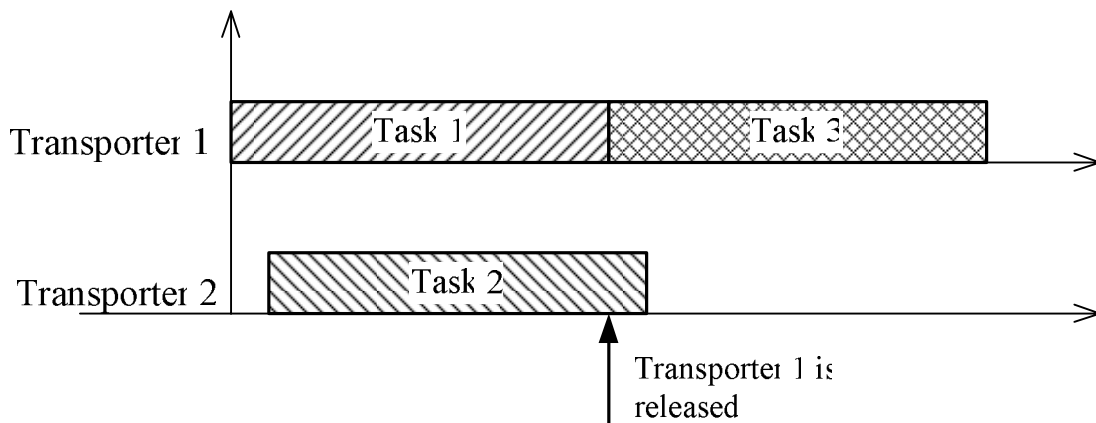 Task 1
Task 3
Transporter 1
Task 2
Transporter 2
Transporter 1 is
released